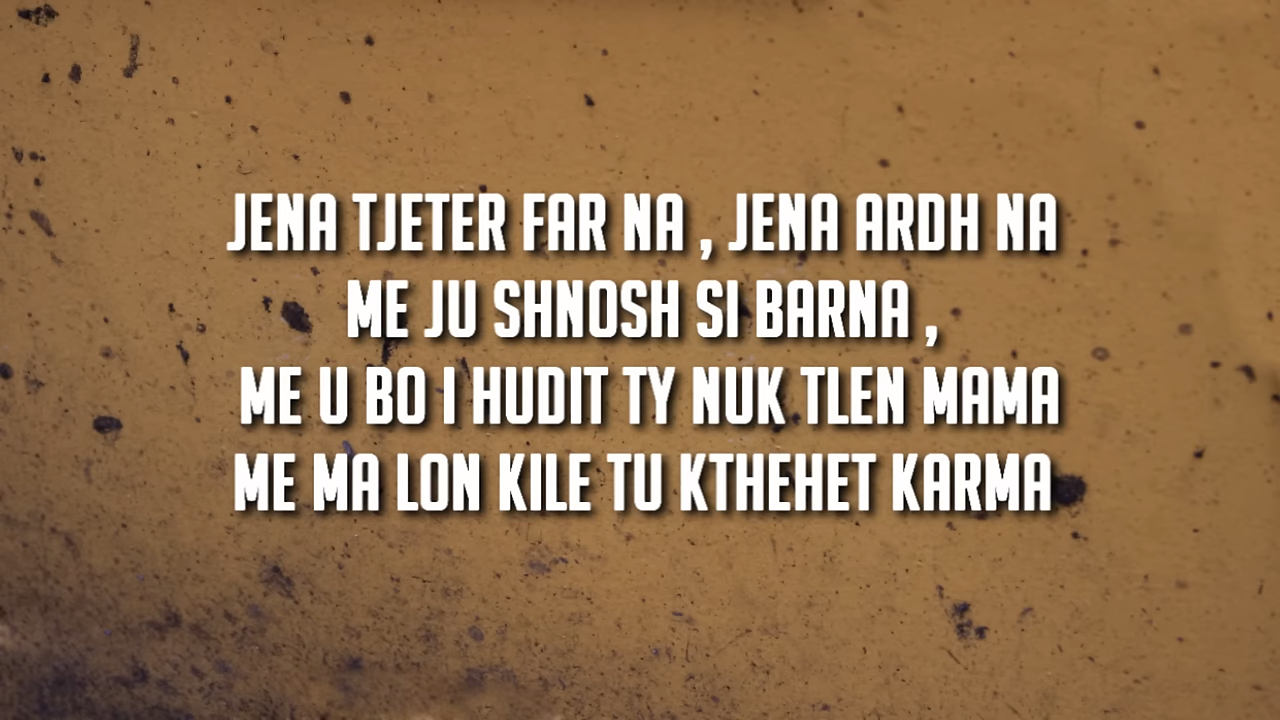 JENA TJETER FAR NA , JENA ARDH NA
ME JU SHNOSH SI BARNA ,
ME U BO I HUDIT TY NUK TLEN MAMA
ME MA LON KILE TU KTHEHET KARMA